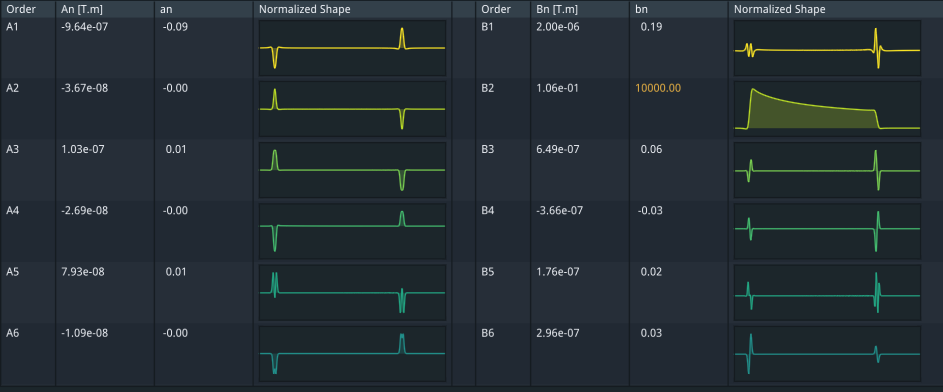 Order An [T.m] an Normalized Shape Order Bn [T.m] bn Normalized Shape
A1 -9.64e-07 -0.09 B1 2.00e-06 0.19
A2 -3.67e-08 -0.00 B2 1.06e-01 10000.00
A3 1.03e-07 0.01 B3 6.49e-07 0.06
A4 -2.69e-08 -0.00 B4 -3.66e-07 -0.03
A5 7.93e-08 0.01 B5 1.76e-07 0.02
A6 -1.09e-08 -0.00 B6 2.96e-07 0.03